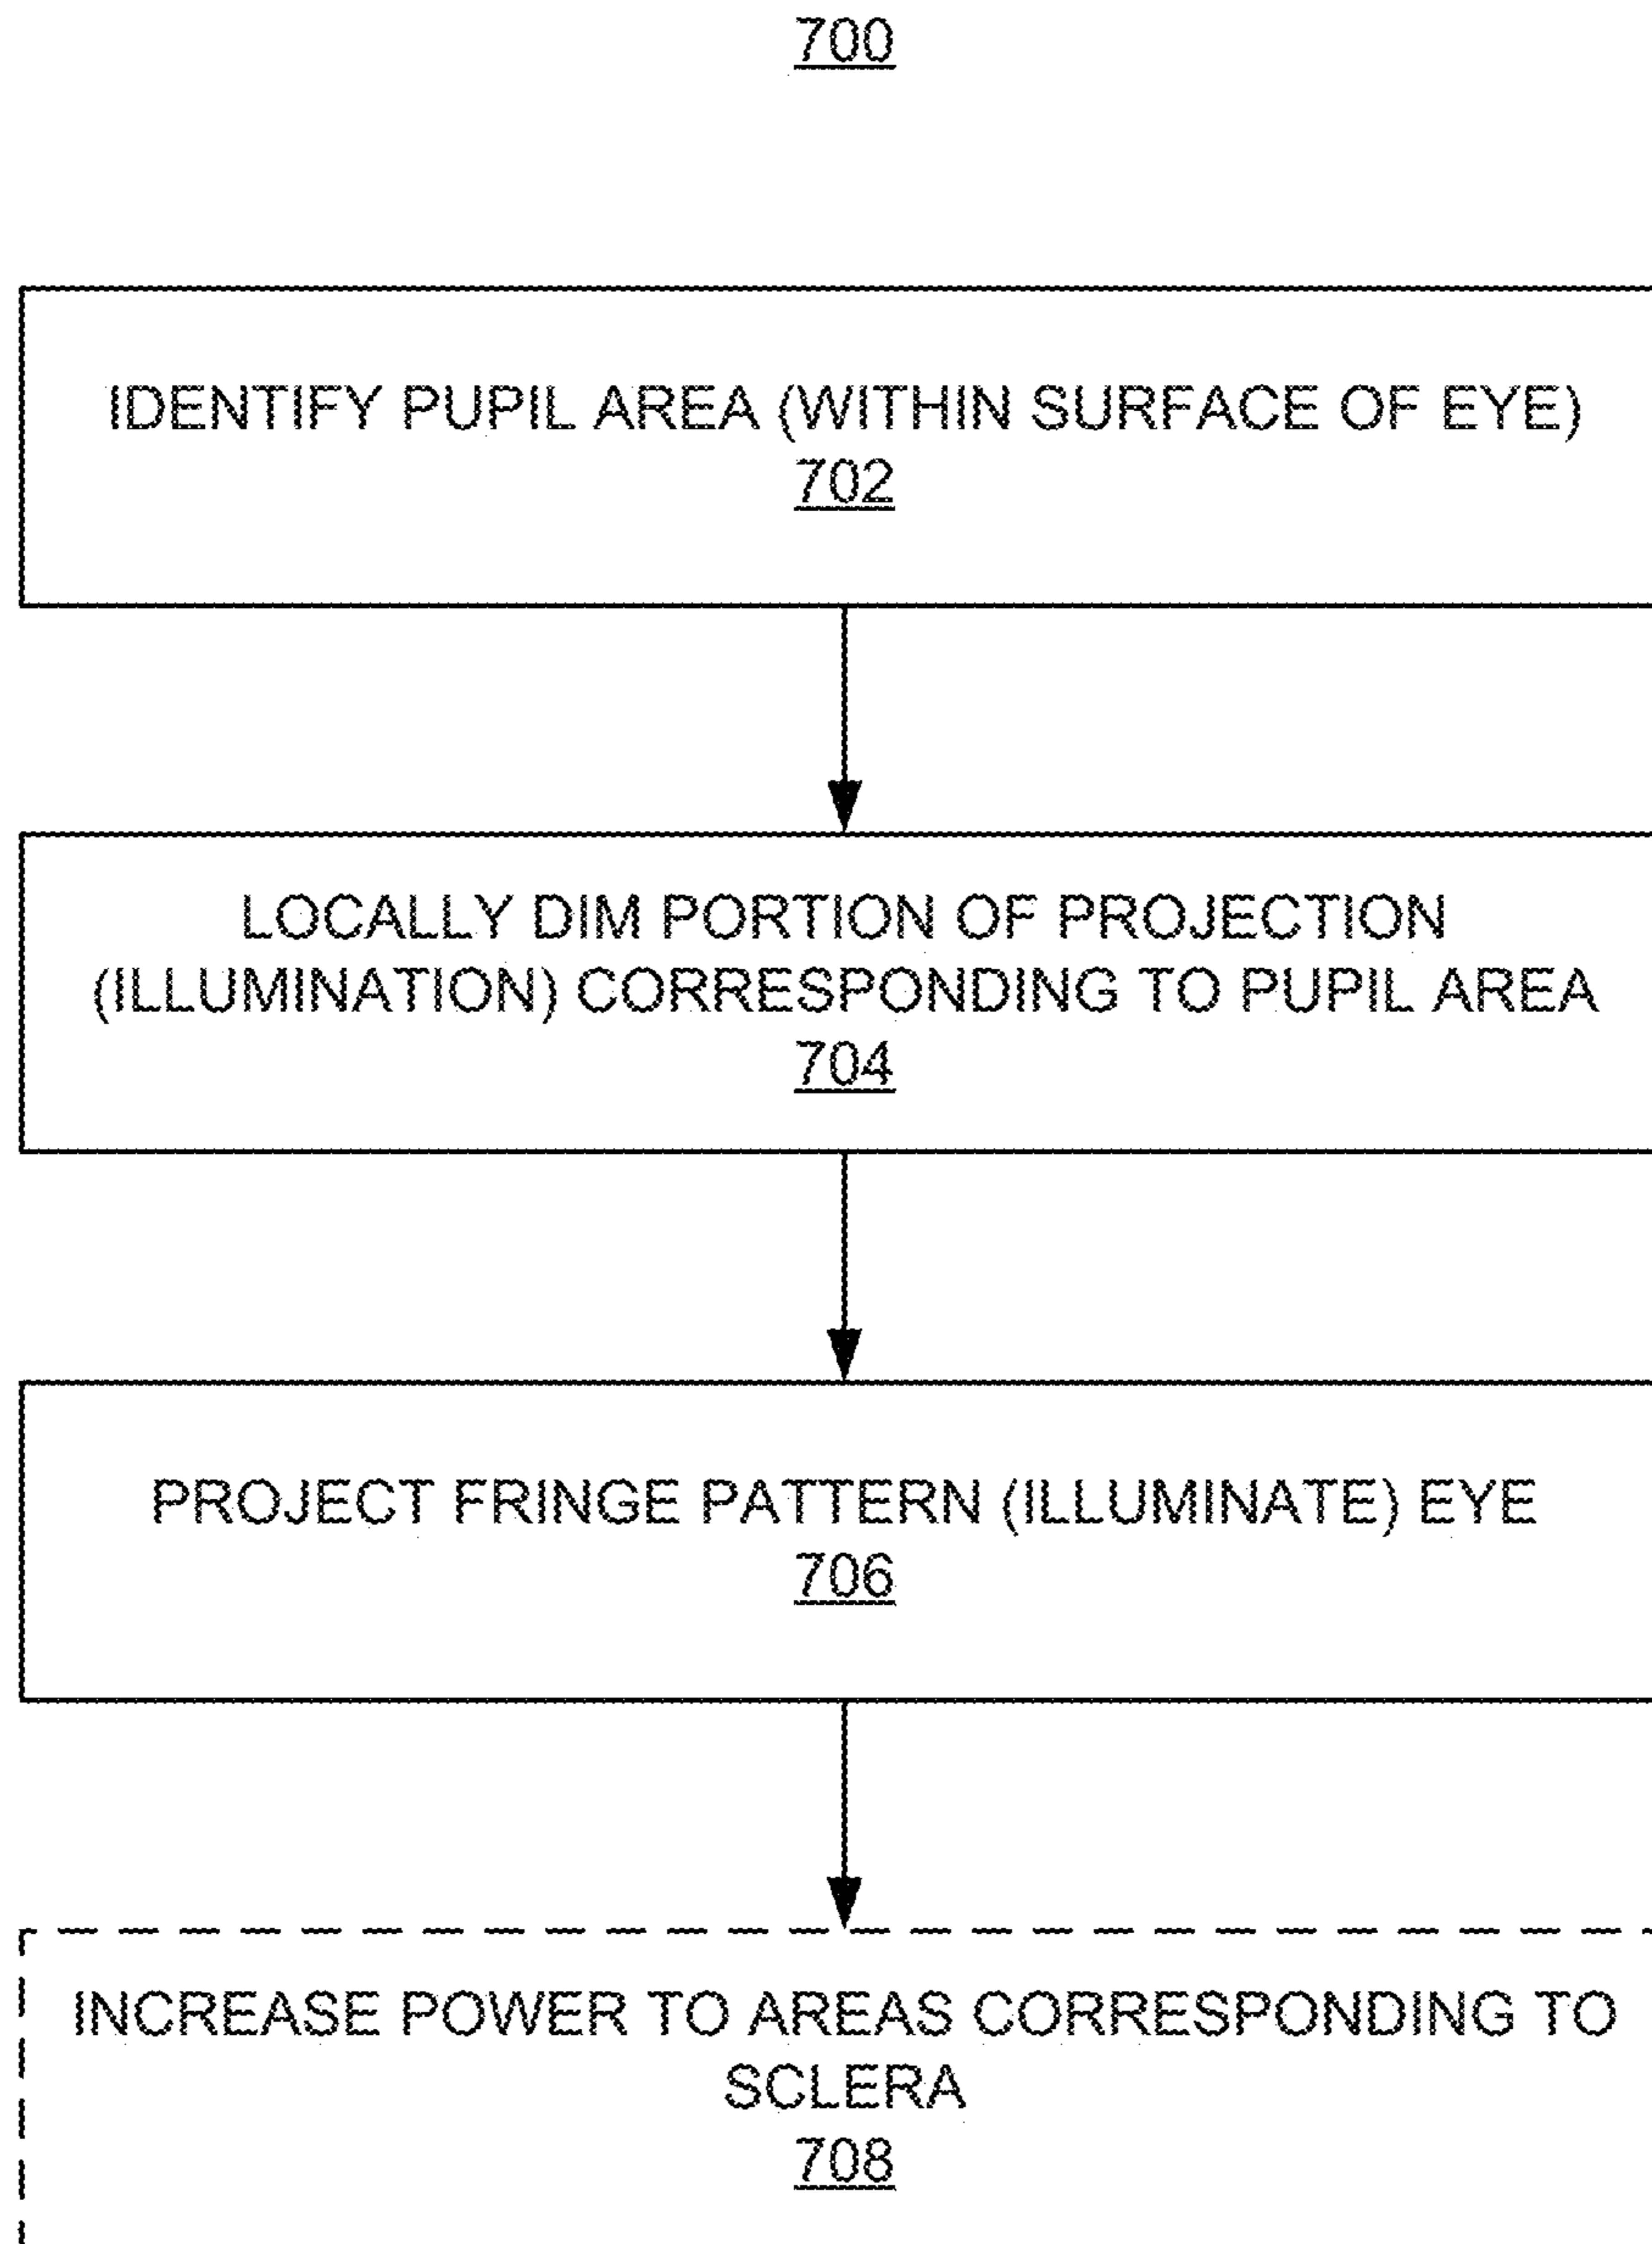 700
IDENTIFY PUPIL AREA (WITHIN SURFACE OF EYE)
702
LOCALLY DIM PORTION OF PROJECTION
(ILLUMINATION) CORRESPONDING TO PUPIL AREA
704
PROJECT FRINGE PATTERN (ILLUMINATE) EYE
706
INCREASE POWER TO AREAS CORRESPONDING TO
SCLERA
708